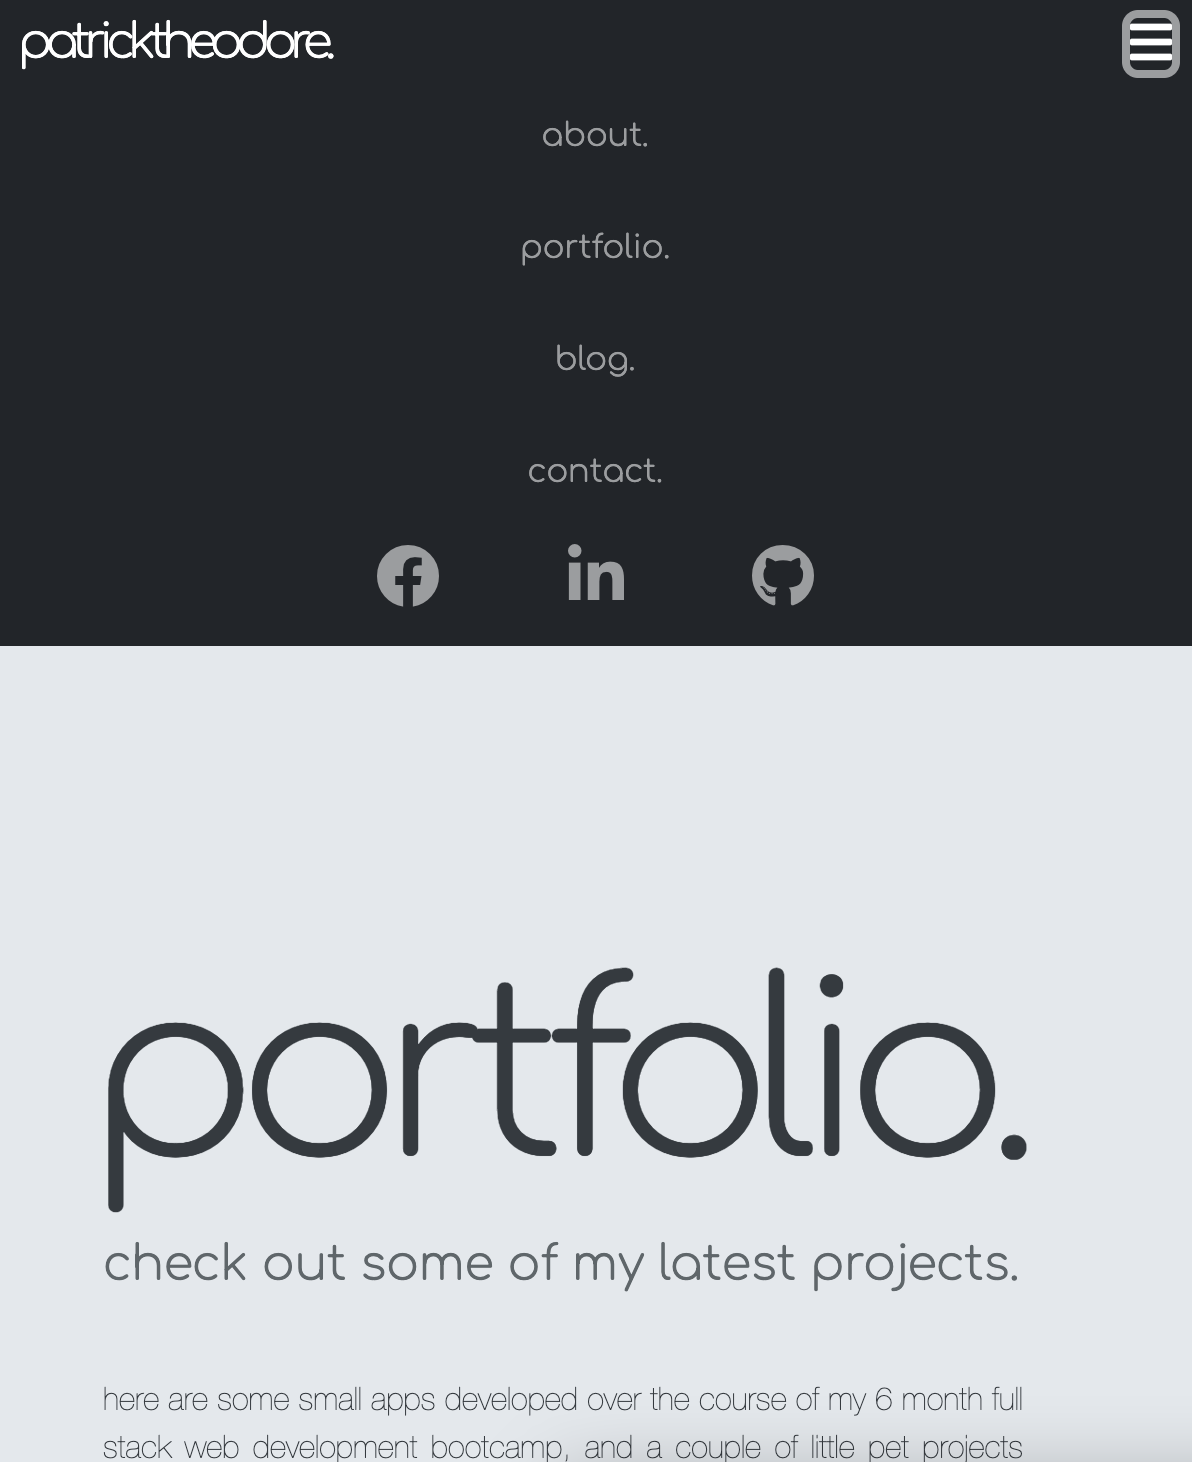 patricktheodore.
about.
portfolio.
blog.
contact.
in
portfolio.
check out some of my latest projects.
here are some small apps developed over the course of my 6 month full
stack web development bootcamp, and a couple of little pet projects